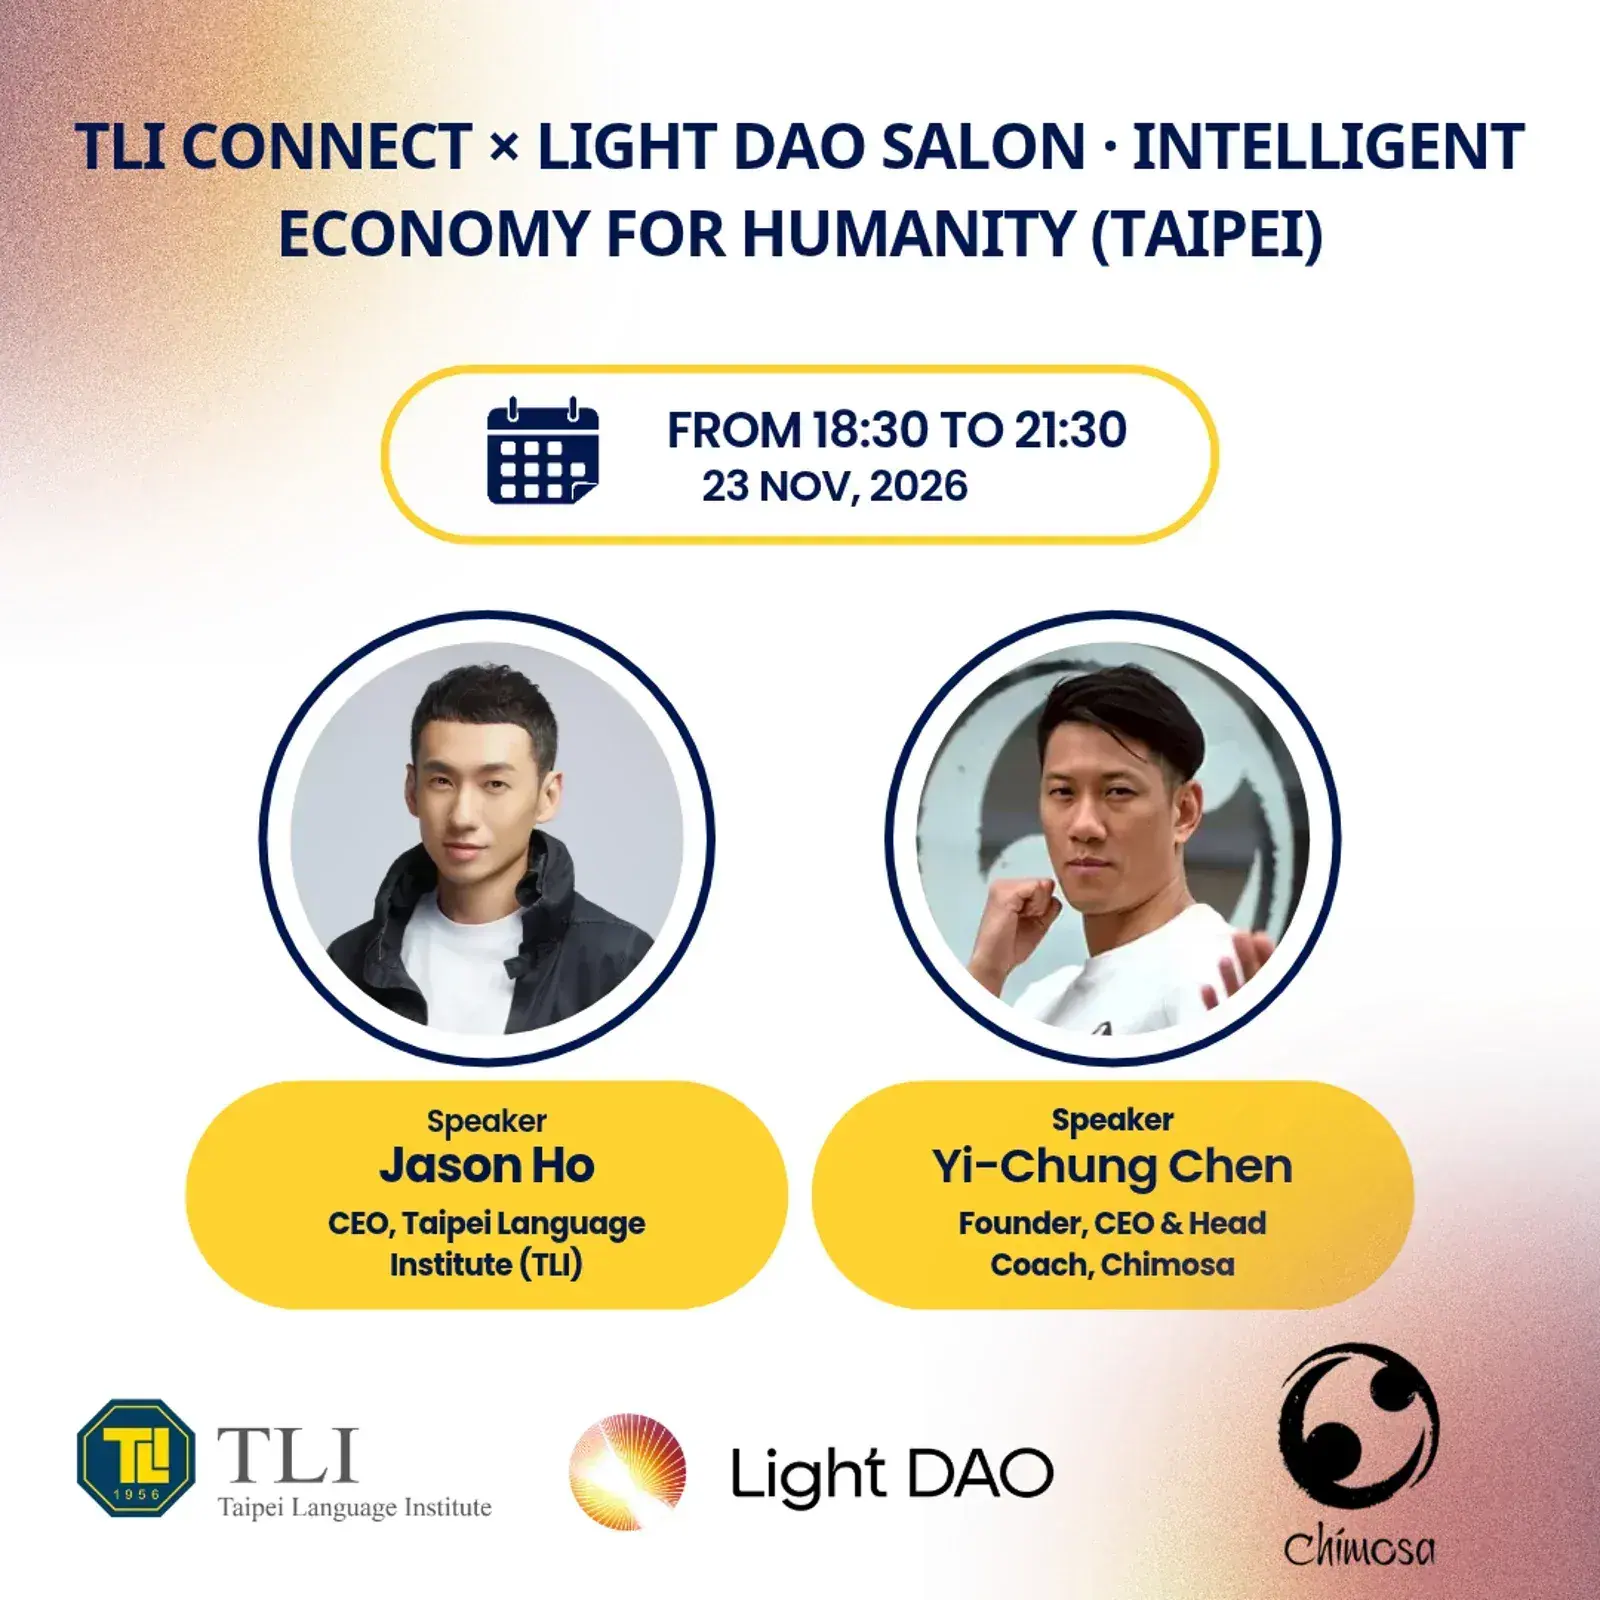 TLI CONNECT × LIGHT DAO SALON · INTELLIGENT
ECONOMY FOR HUMANITY (TAIPEI)
FROM 18:30 TO 21:30
23 NOV, 2026
Speaker
Jason Ho
CEO, Taipei Language
Institute (TLI)
Speaker
Yi-Chung Chen
Founder, CEO & Head
Coach, Chimosa
TLI
1956
TLI
Taipei Language Institute
Light DAO
Chimosa